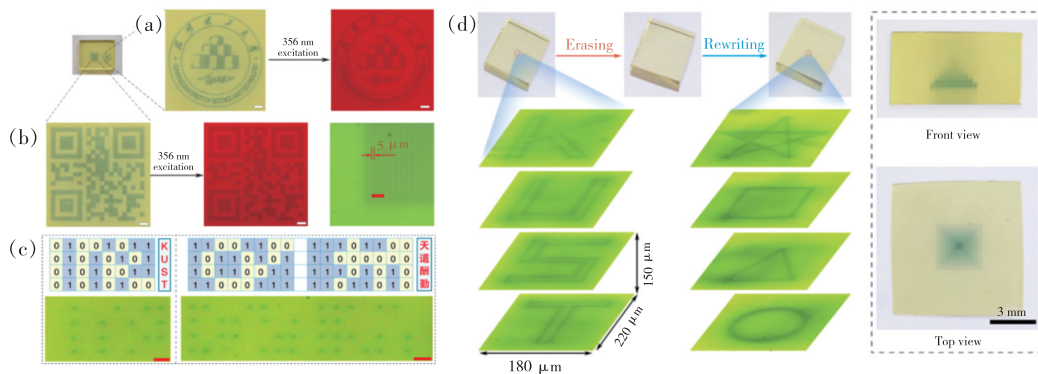 (a)
356 nm
excitation
(b)
356 nm
excitation
5 μm
(c)
0 1 0 0 1 0 1 1 K
0 1 0 1 0 1 0 1 U
0 1 0 1 0 0 1 1 S
0 1 0 1 0 1 0 0 T
1 1 0 0 1 1 0 0 1 1 1 0 1 1 0 0 天
1 0 1 1 0 1 0 1 1 1 0 0 0 0 0 0 道
1 0 1 1 0 0 1 1 1 1 1 0 1 0 1 0 酬
1 1 0 0 0 1 1 1 1 1 0 1 1 0 1 0 勤
(d)
Erasing
Rewriting
K
U
S
T
150 μm
220 μm
180 μm
Front view
3 mm
Top view